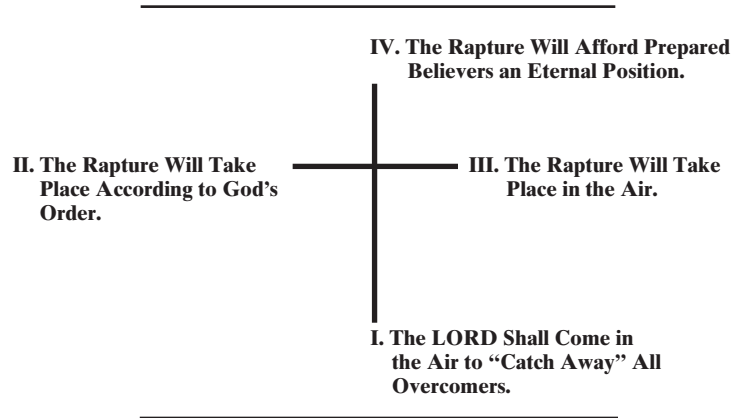 IV. The Rapture Will Afford Prepared
Believers an Eternal Position.
II. The Rapture Will Take
Place According to God’s
Order.
III. The Rapture Will Take
Place in the Air.
I. The LORD Shall Come in
the Air to “Catch Away” All
Overcomers.